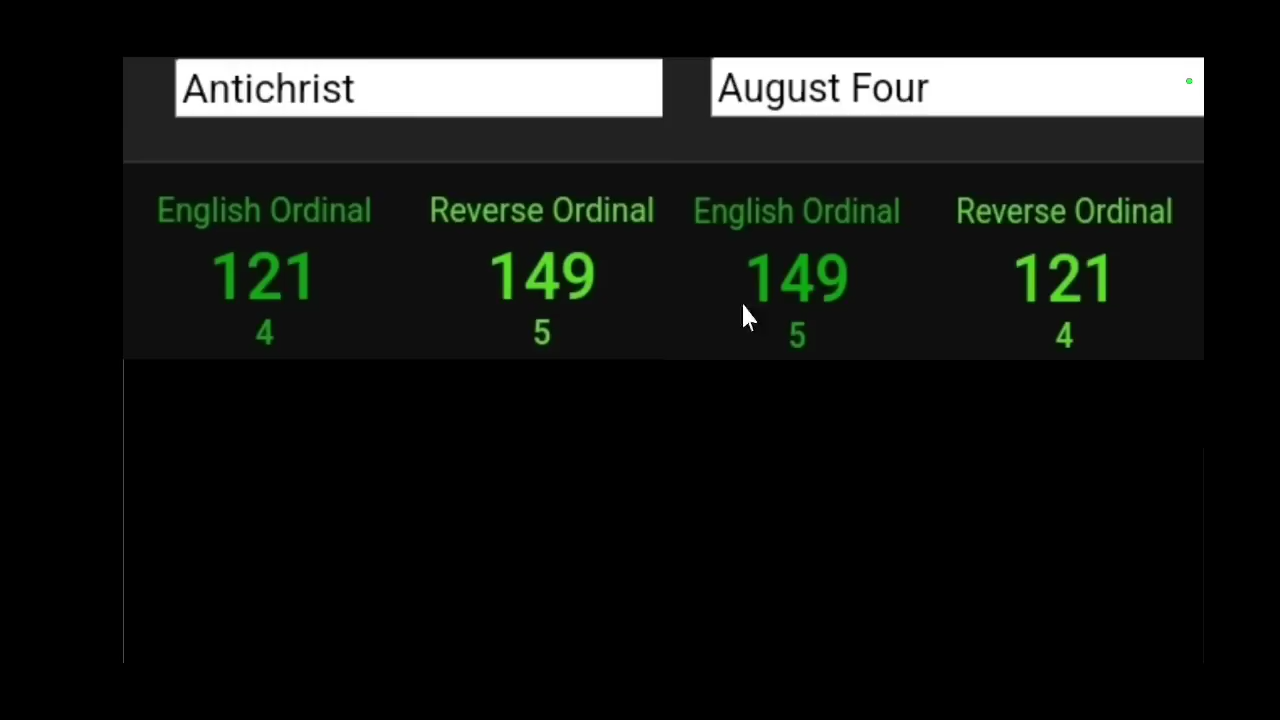 Antichrist August Four
English Ordinal Reverse Ordinal English Ordinal Reverse Ordinal
121 149 149 121
4 5 5 4